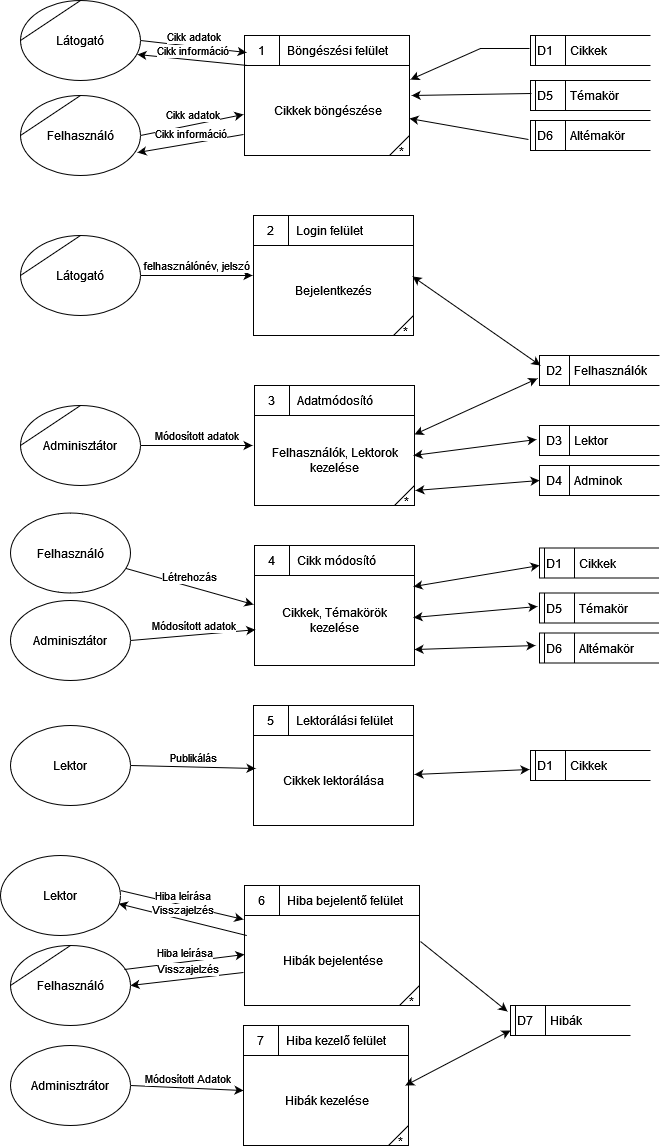 Látogató
Cikk adatok
Cikk információ
1 Böngészési felület
Cikkek böngészése
*
D1 Cikkek
D5 Témakör
D6 Altémakör
Felhasználó
Cikk adatok
Cikk információ
Látogató
felhasználónév, jelszó
2 Login felület
Bejelentkezés
*
D2 Felhasználók
Adminisztátor
Módosított adatok
3 Adatmódosító
Felhasználók, Lektorok
kezelése
*
D3 Lektor
D4 Adminok
Felhasználó
Létrehozás
Adminisztátor
Módosított adatok
4 Cikk módosító
Cikkek, Témakörök
kezelése
D1 Cikkek
D5 Témakör
D6 Altémakör
Lektor
Publikálás
5 Lektorálási felület
Cikkek lektorálása
D1 Cikkek
Lektor
Hiba leírása
Visszajelzés
6 Hiba bejelentő felület
Hibák bejelentése
*
Felhasználó
Hiba leírása
Visszajelzés
D7 Hibák
Adminisztrátor
Módosított Adatok
7 Hiba kezelő felület
Hibák kezelése
*